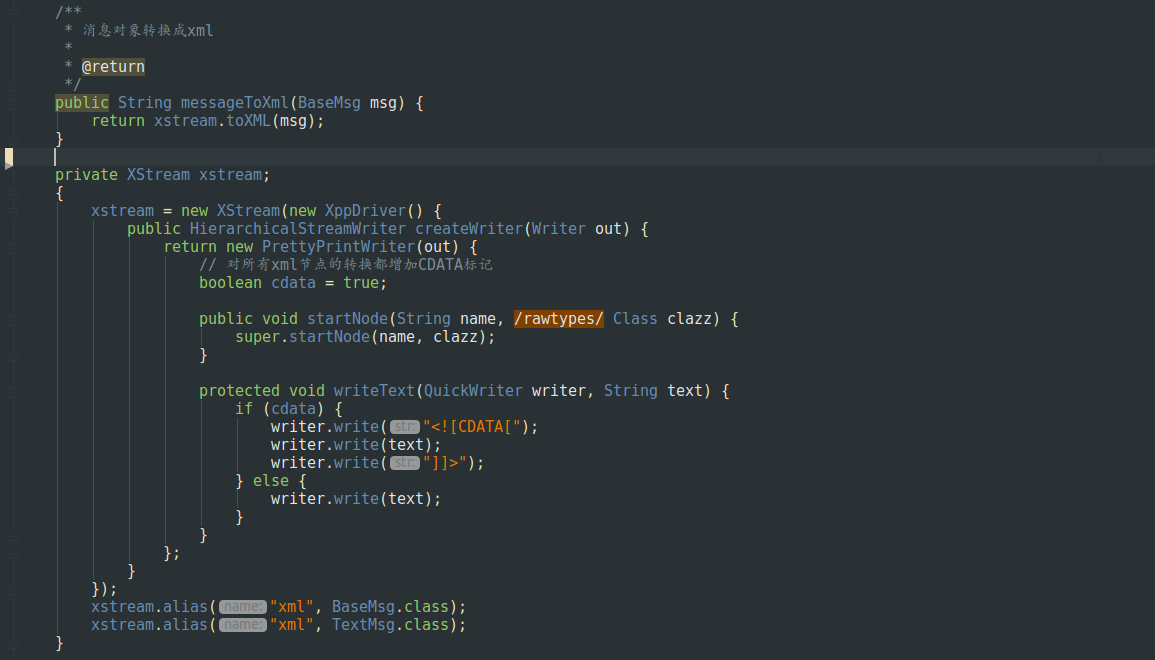 /**
 * 消息对象转换成xml
 *
 * @return
 */
public String messageToXml(BaseMsg msg) {
    return xstream.toXML(msg);
}

private XStream xstream;
{
    xstream = new XStream(new XppDriver() {
        public HierarchicalStreamWriter createWriter(Writer out) {
            return new PrettyPrintWriter(out) {
                // 对所有xml节点的转换都增加CDATA标记
                boolean cdata = true;

                public void startNode(String name, /rawtypes/ Class clazz) {
                    super.startNode(name, clazz);
                }

                protected void writeText(QuickWriter writer, String text) {
                    if (cdata) {
                        writer.write(str: "<![CDATA[");
                        writer.write(text);
                        writer.write(str: "]]>");
                    } else {
                        writer.write(text);
                    }
                }
            };
        }
    });
    xstream.alias(name: "xml", BaseMsg.class);
    xstream.alias(name: "xml", TextMsg.class);
}